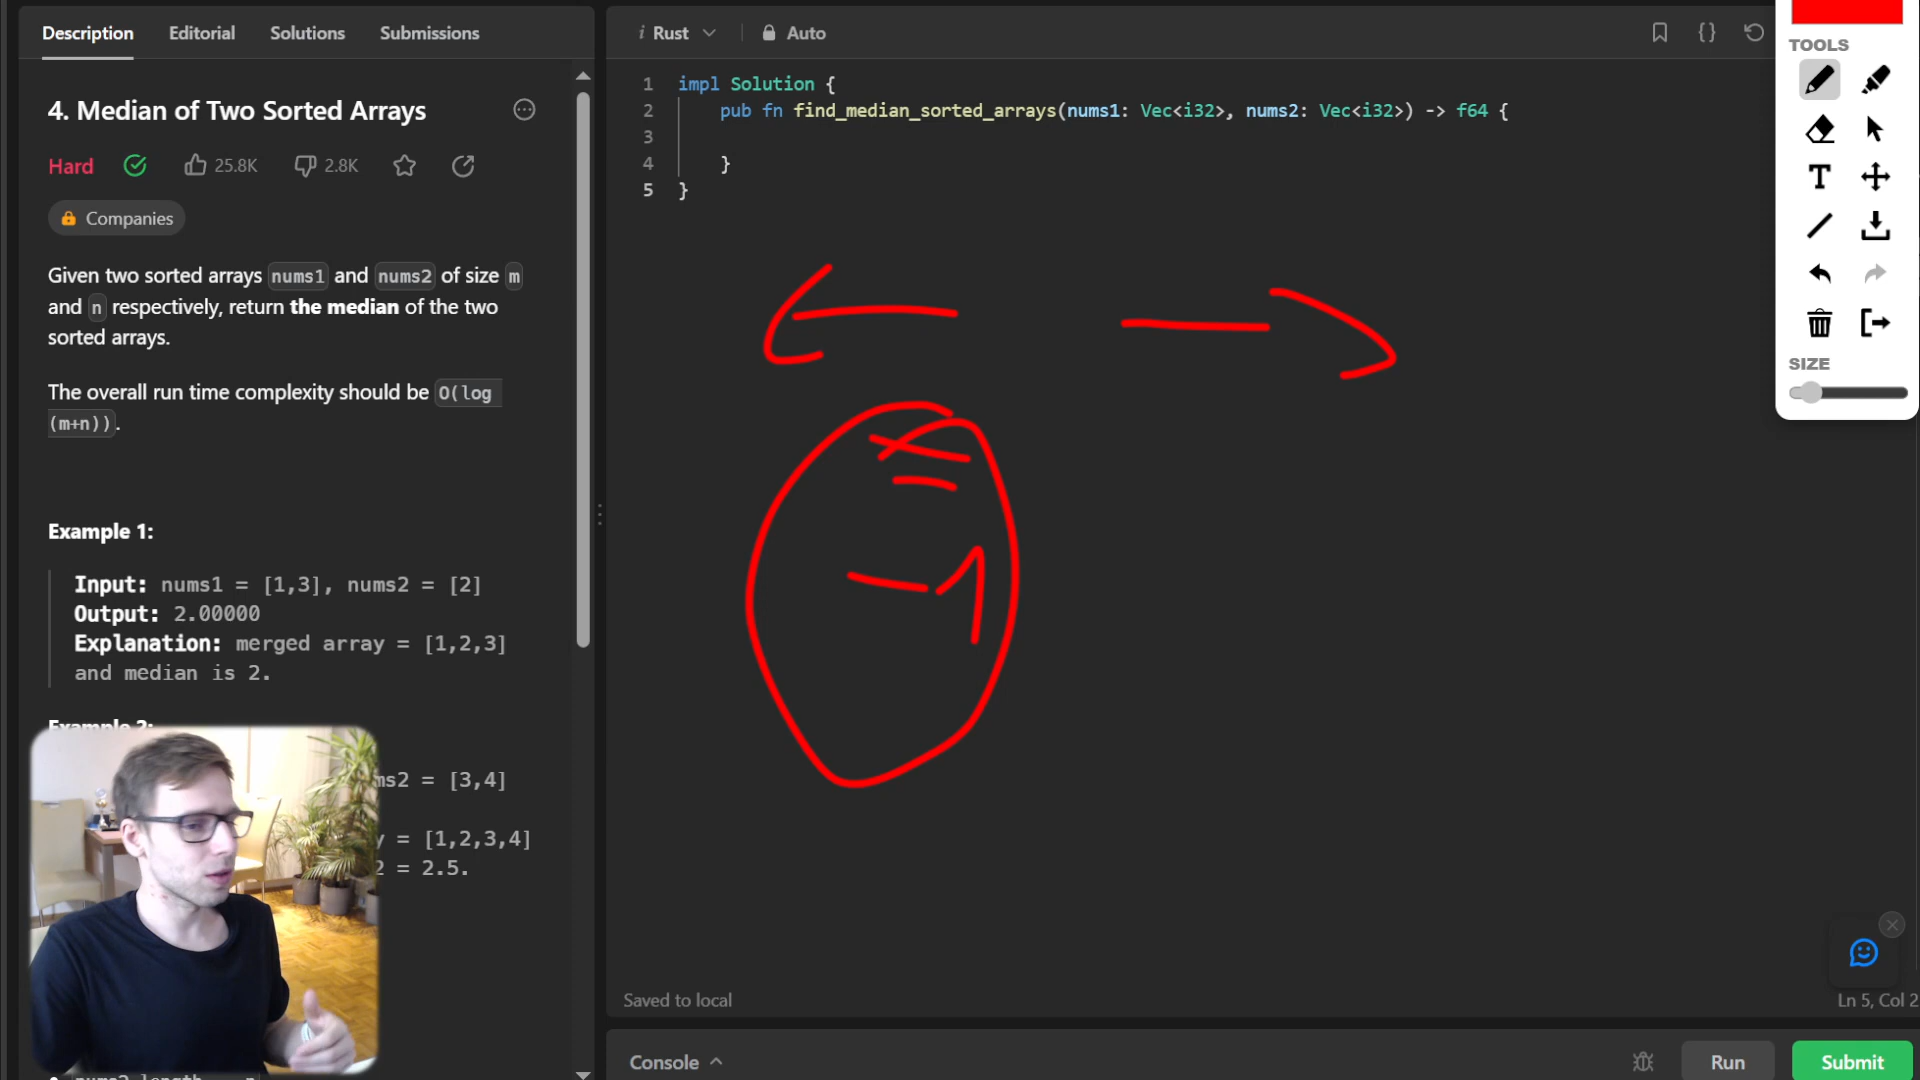 Description Editorial Solutions Submissions
4. Median of Two Sorted Arrays
Hard 25.8K 2.8K
Companies
Given two sorted arrays nums1 and nums2 of size m
and n respectively, return the median of the two
sorted arrays.
The overall run time complexity should be O(log
(m+n)).
Example 1:
Input: nums1 = [1,3], nums2 = [2]
Output: 2.00000
Explanation: merged array = [1,2,3]
and median is 2.
Example 2:
= [3,4]
= [1,2,3,4]
= 2.5.
i Rust Auto
1 impl Solution {
2 pub fn find_median_sorted_arrays(nums1: Vec<i32>, nums2: Vec<i32>) -> f64 {
3
4 }
5 }
-1
Saved to local
Ln 5, Col 2
Console
Run
Submit
TOOLS
T
SIZE